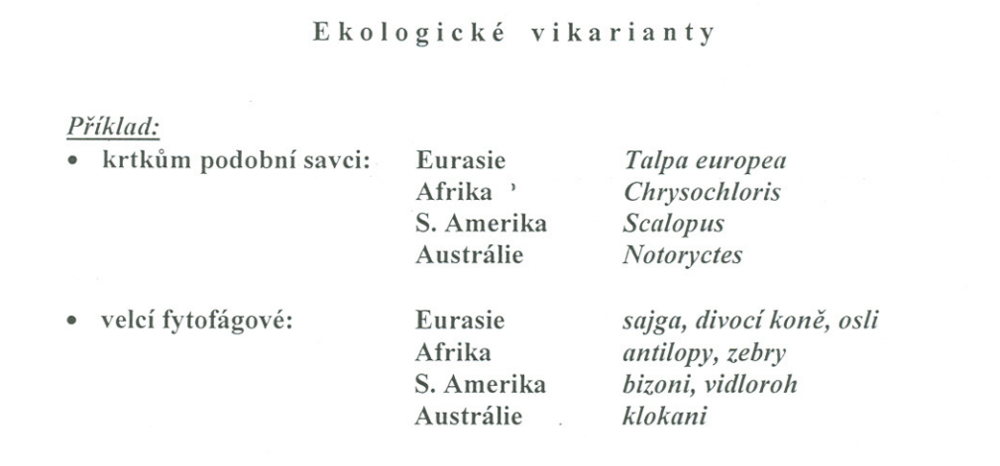 Ekologické vikarianty
Příklad:
• krtkům podobní savci: Eurasie Talpa europea
Afrika Chrysochloris
S. Amerika Scalopus
Austrálie Notoryctes
• velcí fytofágové: Eurasie sajga, divocí koně, osli
Afrika antilopy, zebry
S. Amerika bizoni, vidloroh
Austrálie klokani